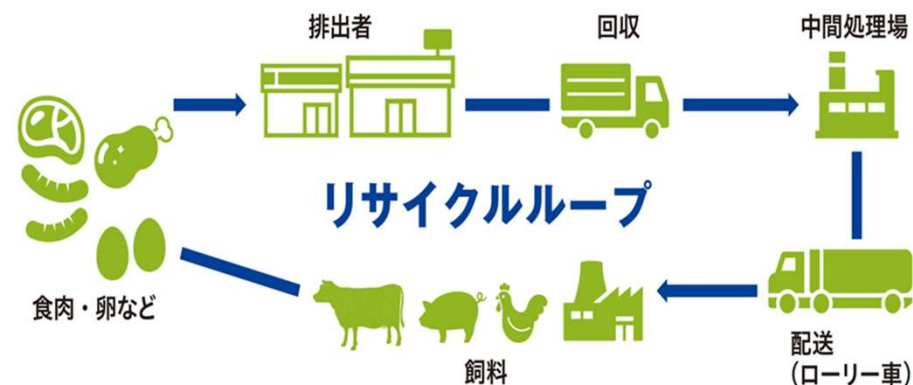 排出者
回収
中間処理場
リサイクルループ
食肉・卵など
飼料
配送
（ローリー車）